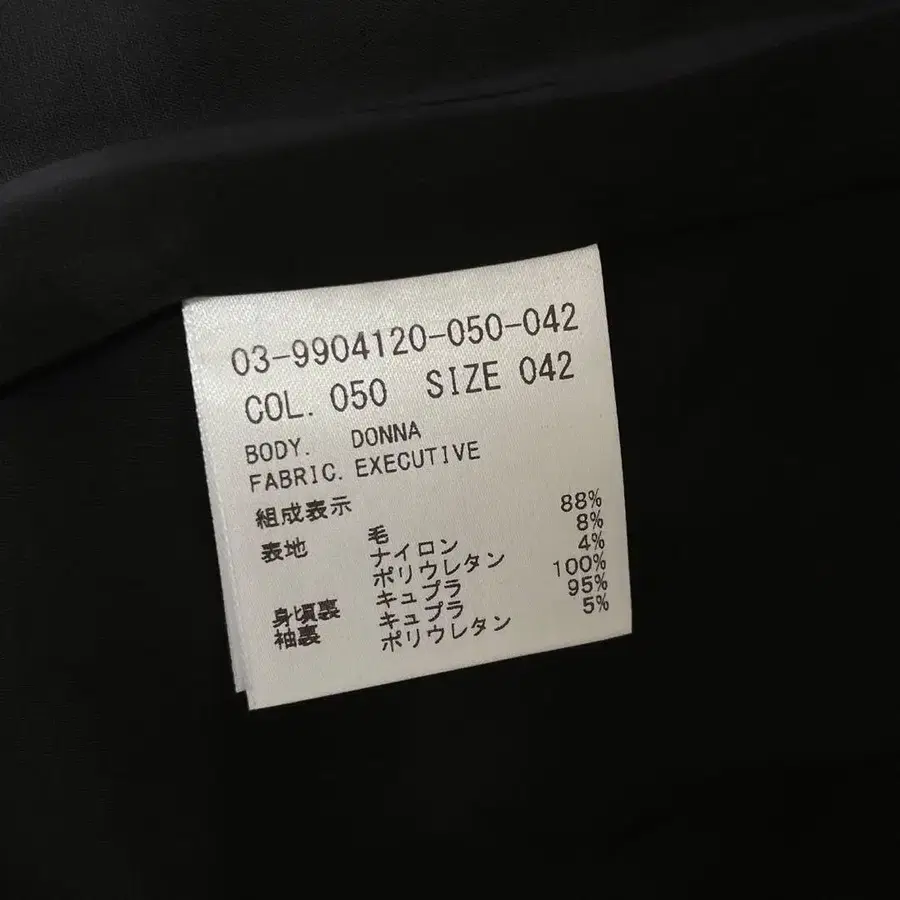 03-9904120-050-042
COL. 050 SIZE 042
BODY. DONNA
FABRIC. EXECUTIVE
組成表示
表地 毛 88%
ナイロン 8%
ポリウレタン 4%
身頃裏 キュプラ 100%
袖裏 キュプラ 95%
ポリウレタン 5%